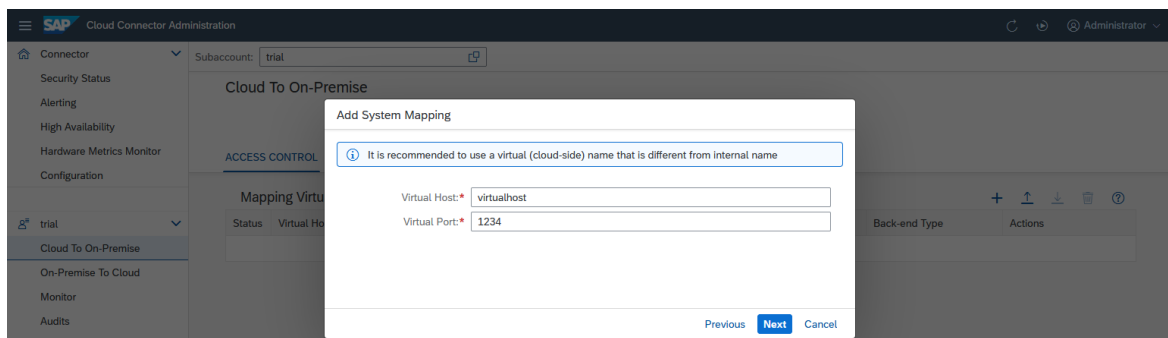 SAP Cloud Connector Administration
Administrator
Connector
Security Status
Alerting
High Availability
Hardware Metrics Monitor
Configuration
trial
Cloud To On-Premise
On-Premise To Cloud
Monitor
Audits
Subaccount: trial
Cloud To On-Premise
ACCESS CONTROL
Mapping Virtu
Status Virtual Ho
Back-end Type Actions
Add System Mapping
It is recommended to use a virtual (cloud-side) name that is different from internal name
Virtual Host:* virtualhost
Virtual Port:* 1234
Previous Next Cancel